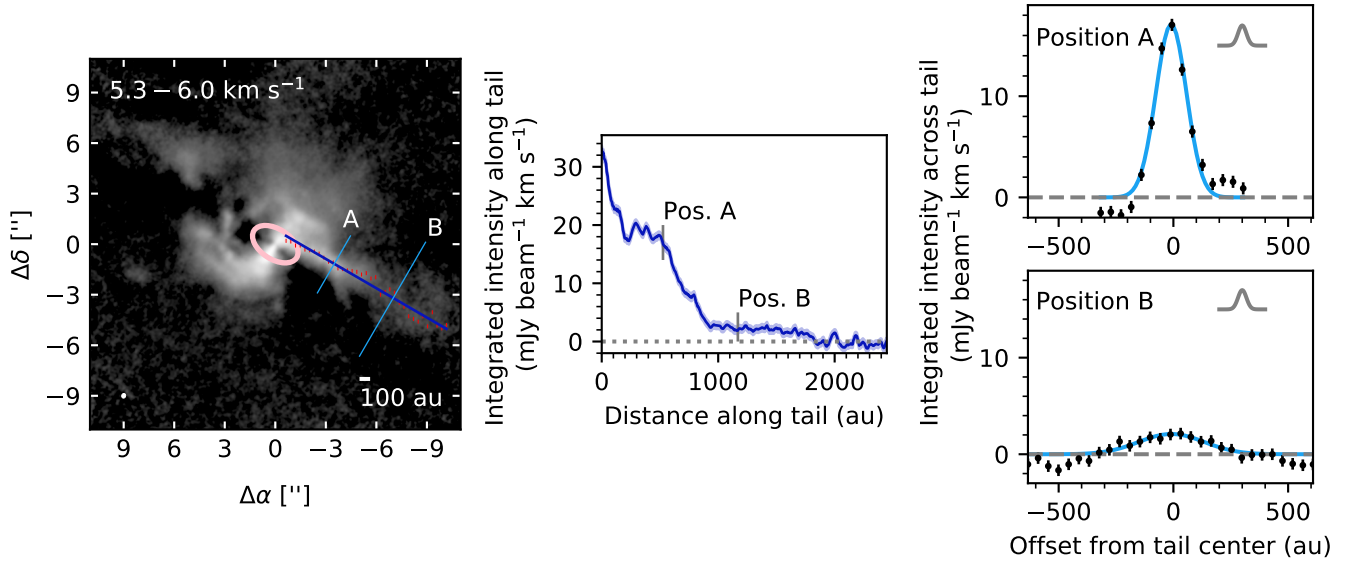 5.3 − 6.0 km s⁻¹
A
B
100 au
9
6
3
0
−3
−6
−9
9
6
3
0
−3
−6
−9
Δδ ['']
Δα ['']
Integrated intensity along tail
(mJy beam⁻¹ km s⁻¹)
30
20
10
0
Pos. A
Pos. B
0
1000
2000
Distance along tail (au)
Integrated intensity across tail
(mJy beam⁻¹ km s⁻¹)
Position A
10
0
−500
0
500
Position B
10
0
−500
0
500
Offset from tail center (au)